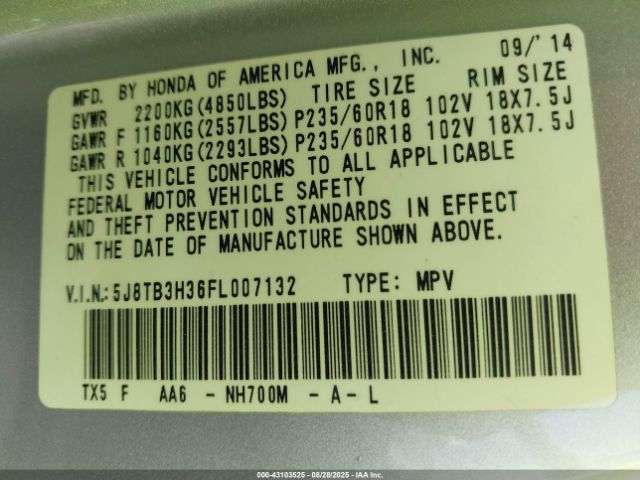 MFD. BY HONDA OF AMERICA MFG., INC. 09/'14
GVWR 2200KG(4850LBS) TIRE SIZE RIM SIZE
GAWR F 1160KG(2557LBS)P235/60R18 102V 18X7.5J
GAWR R 1040KG(2293LBS)P235/60R18 102V 18X7.5J
THIS VEHICLE CONFORMS TO ALL APPLICABLE
FEDERAL MOTOR VEHICLE SAFETY
AND THEFT PREVENTION STANDARDS IN EFFECT
ON THE DATE OF MANUFACTURE SHOWN ABOVE.
V.I.N.:5J8TB3H36FL007132 TYPE: MPV
TX5 F AA6 - NH700M - A - L
000-43103525 - 08/28/2025 - IAAI Copyright